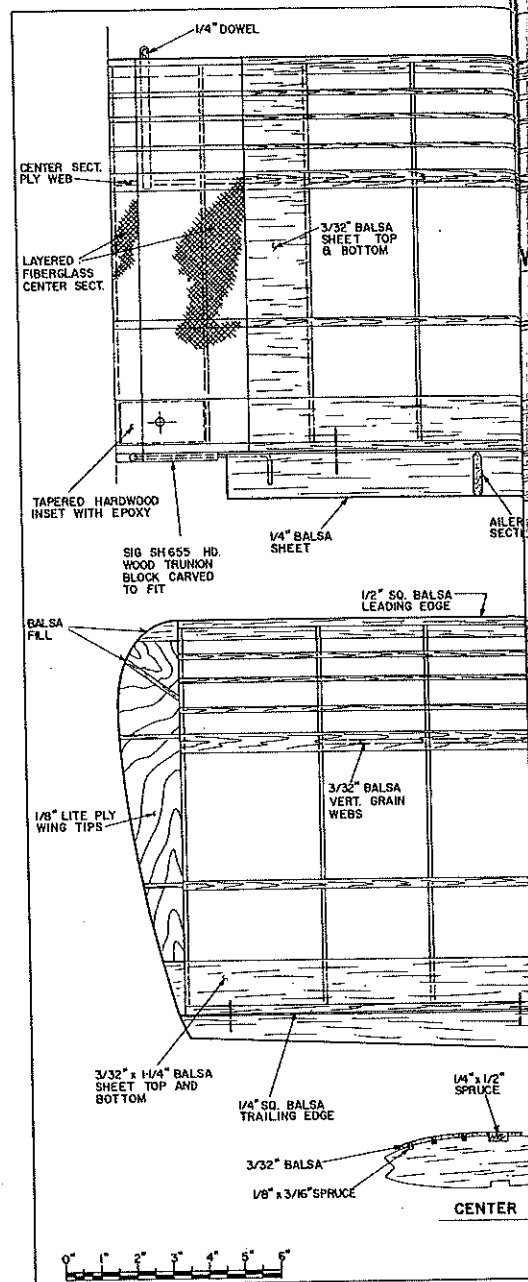 1/4" DOWEL
CENTER SECT.
PLY WEB
3/32" BALSA
SHEET TOP
& BOTTOM
LAYERED
FIBERGLASS
CENTER SECT.
TAPERED HARDWOOD
INSET WITH EPOXY
SIG SH655 HD.
WOOD TRUNION
BLOCK CARVED
TO FIT
1/4" BALSA
SHEET
1/2" SQ. BALSA
LEADING EDGE
BALSA
FILL
3/32" BALSA
VERT. GRAIN
WEBS
1/8" LITE PLY
WING TIPS
3/32" x 1-1/4" BALSA
SHEET TOP AND
BOTTOM
1/4" SQ. BALSA
TRAILING EDGE
1/4" x 1/2"
SPRUCE
3/32" BALSA
1/8" x 3/16" SPRUCE
CENTER
0" 1" 2" 3" 4" 5" 6"